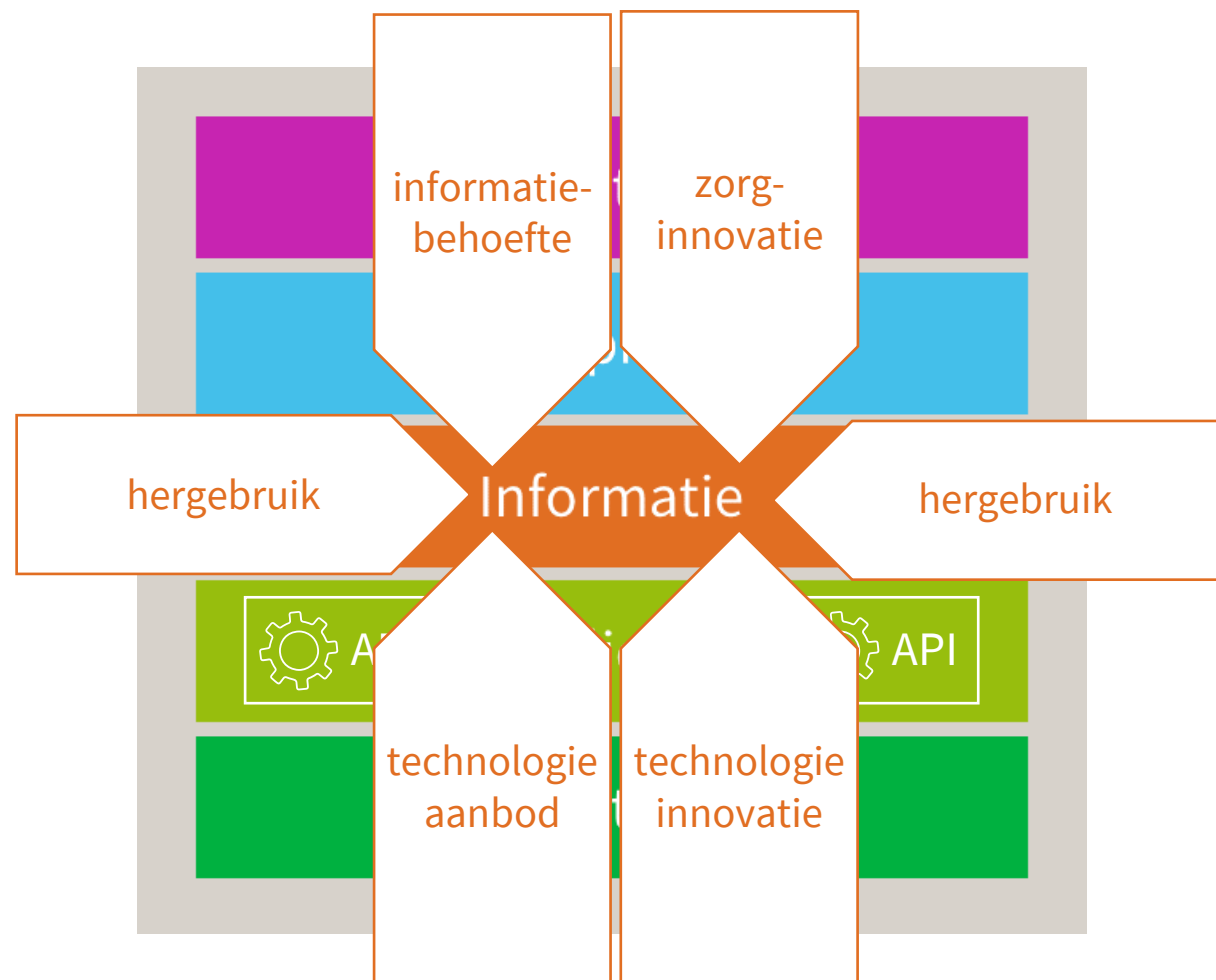 informatie-
behoefte
zorg-
innovatie
hergebruik
Informatie
hergebruik
API
technologie
aanbod
technologie
innovatie